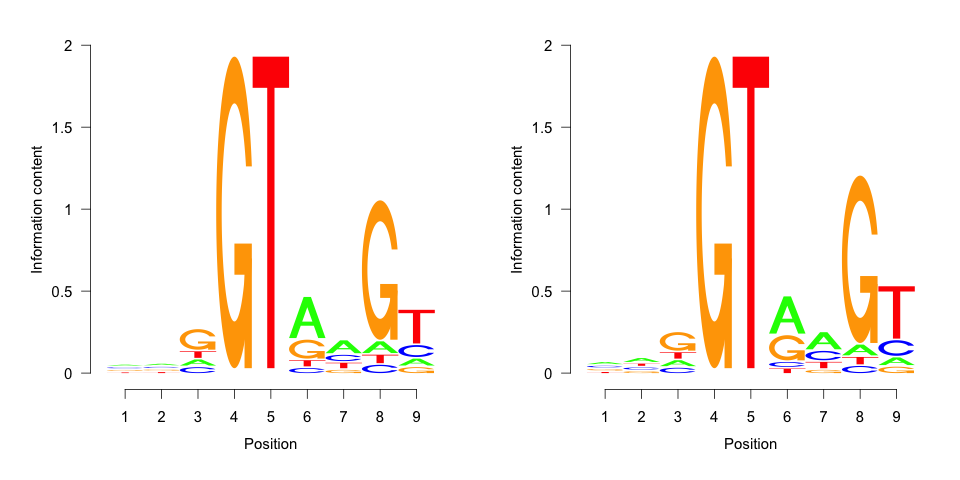 2
1.5
1
0.5
0
Information content
G T
G A A G T
G C A C
T A T T A
C C T C G
1 2 3 4 5 6 7 8 9
Position
2
1.5
1
0.5
0
Information content
G T
G A A G T
T G C A C
A C T T A
C T G C G
1 2 3 4 5 6 7 8 9
Position